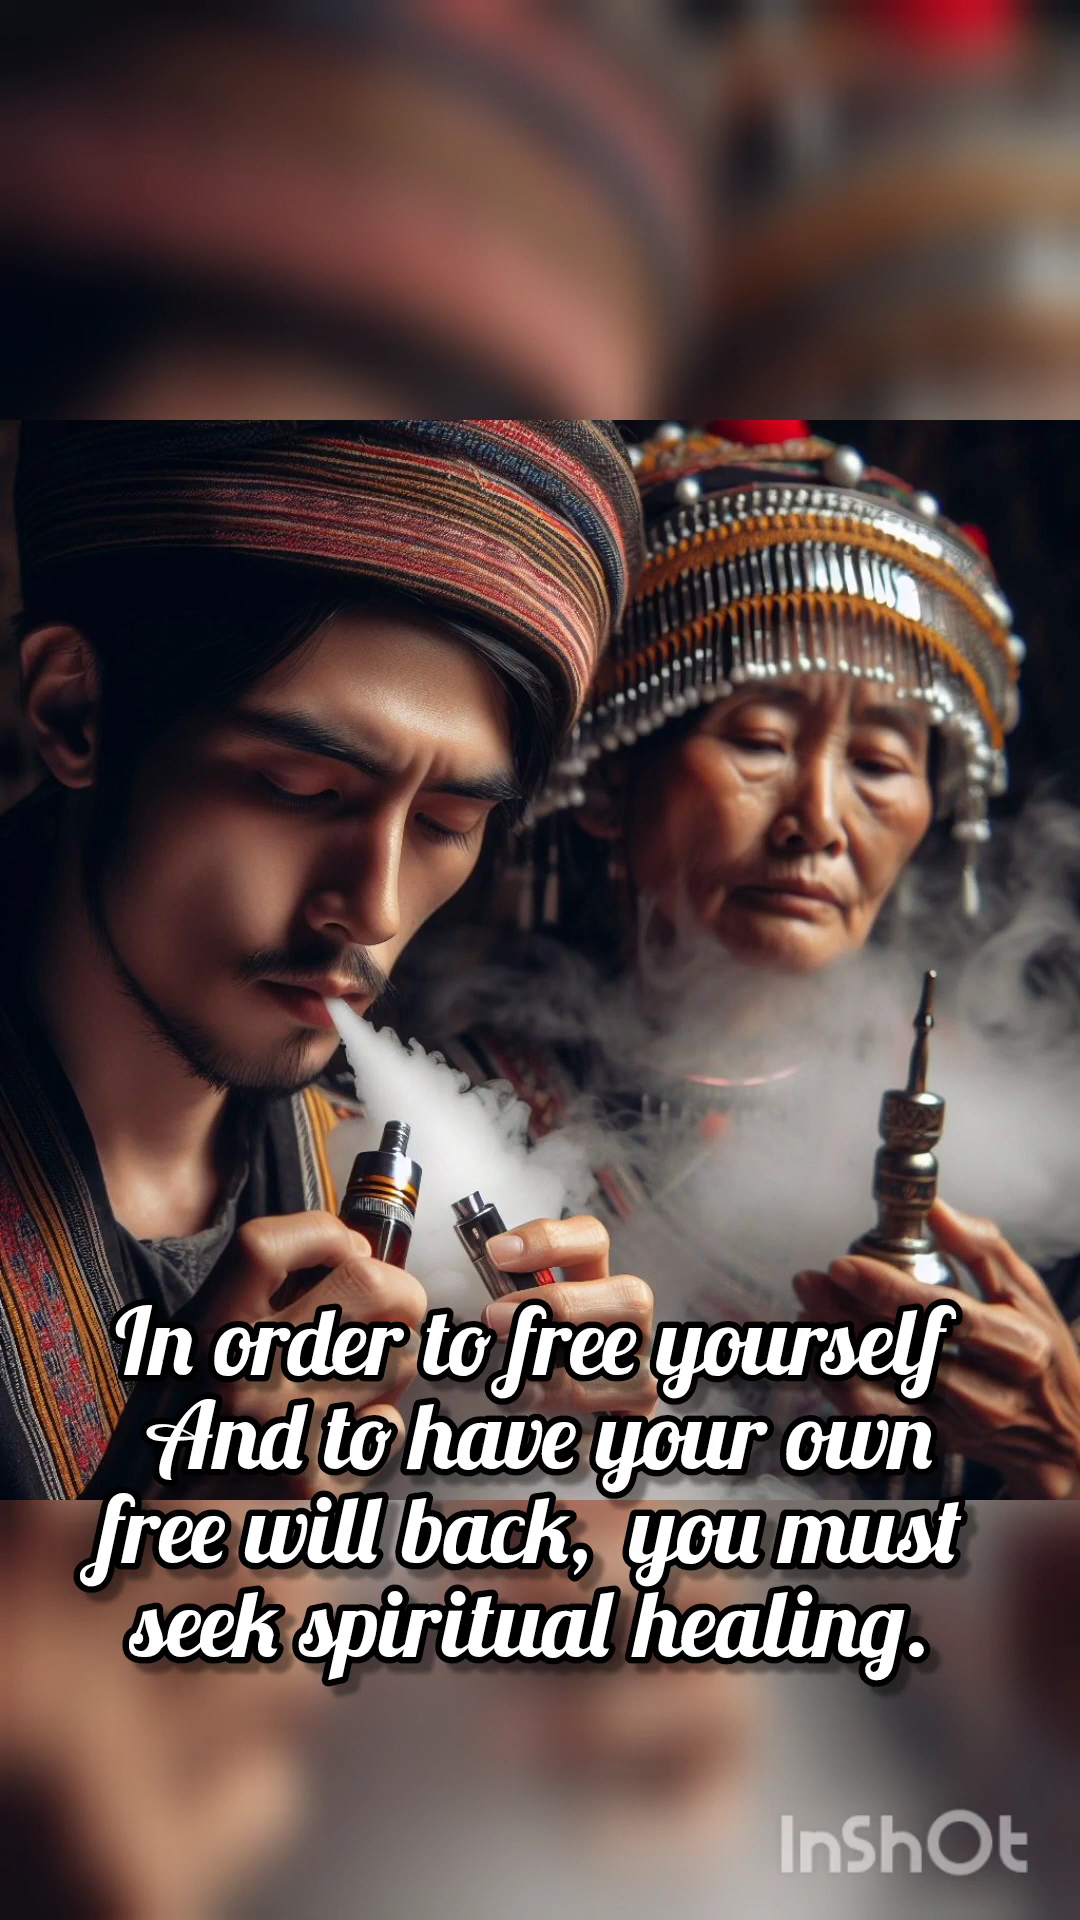 In order to free yourself
And to have your own
free will back, you must
seek spiritual healing.
InShOt